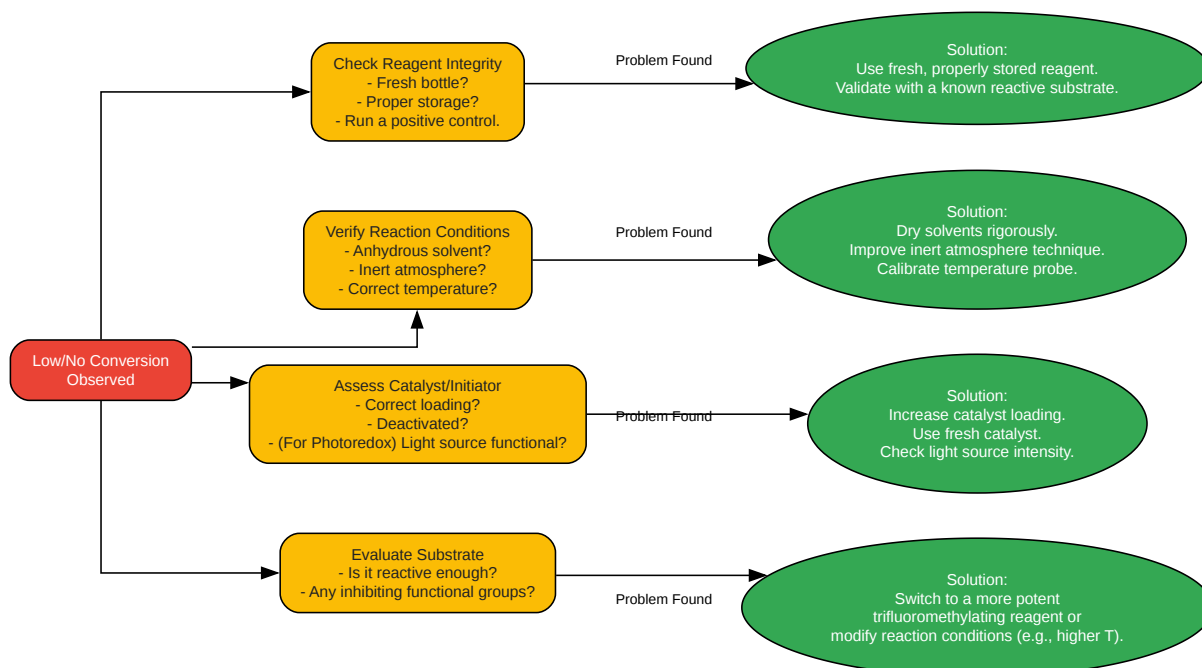 Low/No Conversion
Observed
Check Reagent Integrity
- Fresh bottle?
- Proper storage?
- Run a positive control.
Problem Found
Solution:
Use fresh, properly stored reagent.
Validate with a known reactive substrate.
Verify Reaction Conditions
- Anhydrous solvent?
- Inert atmosphere?
- Correct temperature?
Problem Found
Solution:
Dry solvents rigorously.
Improve inert atmosphere technique.
Calibrate temperature probe.
Assess Catalyst/Initiator
- Correct loading?
- Deactivated?
- (For Photoredox) Light source functional?
Problem Found
Solution:
Increase catalyst loading.
Use fresh catalyst.
Check light source intensity.
Evaluate Substrate
- Is it reactive enough?
- Any inhibiting functional groups?
Problem Found
Solution:
Switch to a more potent
trifluoromethylating reagent or
modify reaction conditions (e.g., higher T).